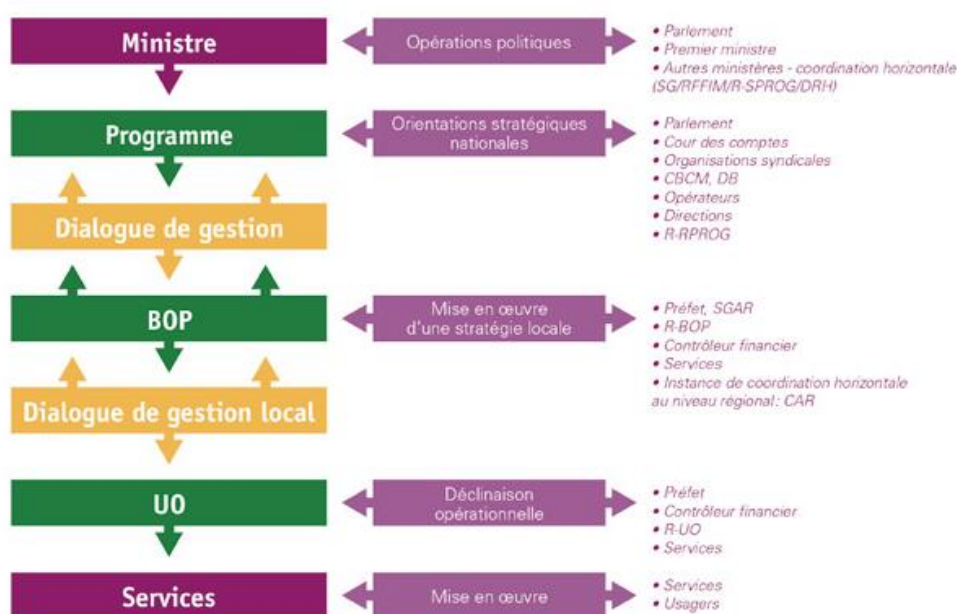 Ministre
Opérations politiques
• Parlement
• Premier ministre
• Autres ministères - coordination horizontale
(SG/RFFIM/R-SPROG/DRH)
Programme
Orientations stratégiques
nationales
• Parlement
• Cour des comptes
• Organisations syndicales
• CBCM, DB
• Opérateurs
• Directions
• R-RPROG
Dialogue de gestion
BOP
Mise en œuvre
d'une stratégie locale
• Préfet, SGAR
• R-BOP
• Contrôleur financier
• Services
• Instance de coordination horizontale
au niveau régional : CAR
Dialogue de gestion local
UO
Déclinaison
opérationnelle
• Préfet
• Contrôleur financier
• R-UO
• Services
Services
Mise en œuvre
• Services
• Usagers